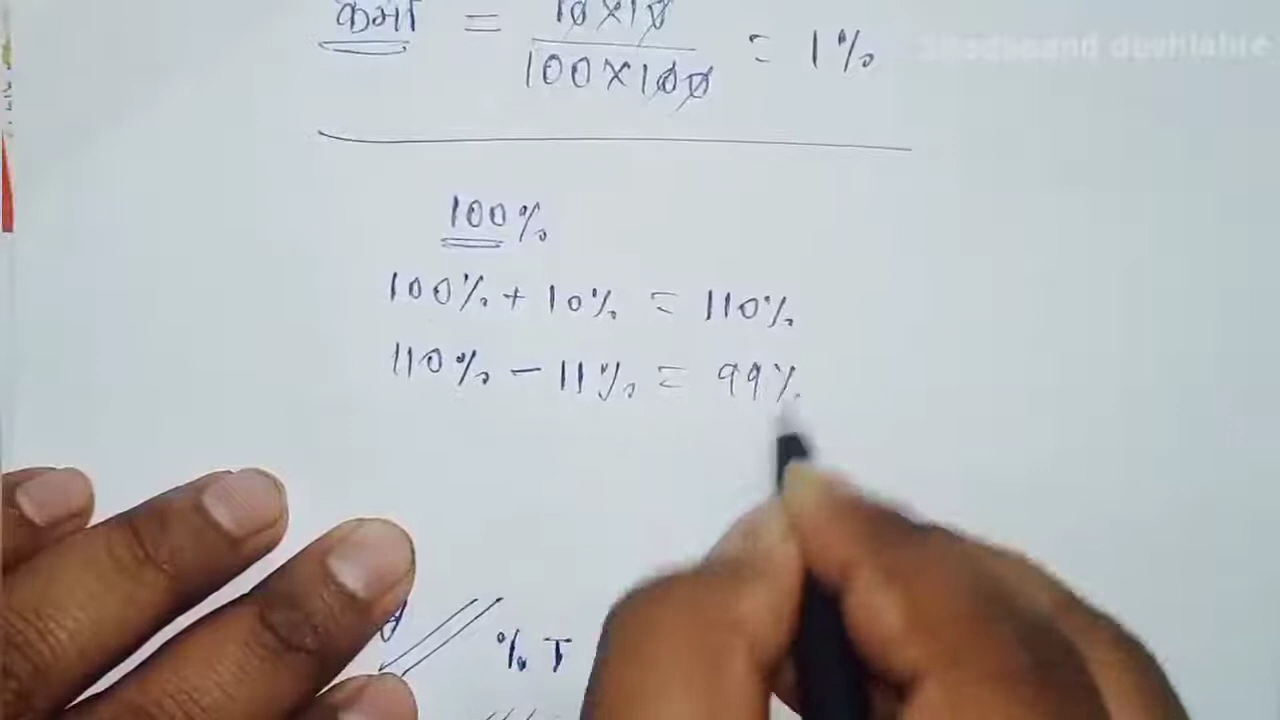 कमी = 10 X 10 / 100 X 100 = 1%
100%
100% + 10% = 110%
110% - 11% = 99%
% T